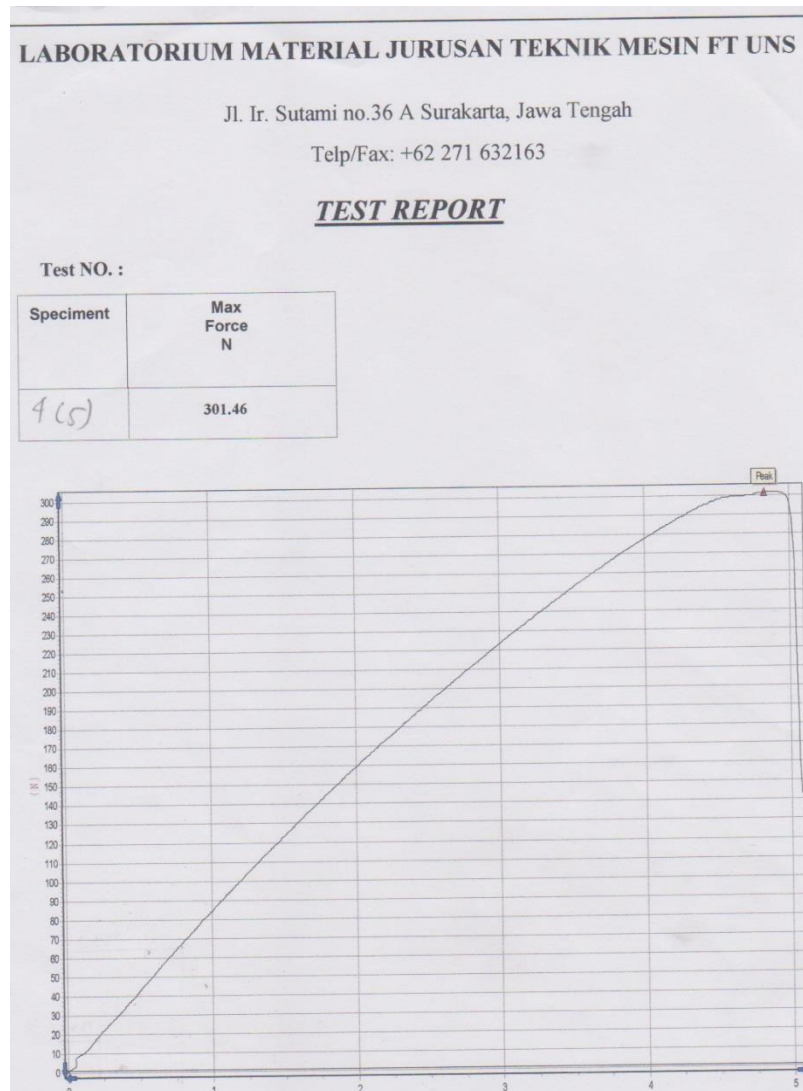 LABORATORIUM MATERIAL JURUSAN TEKNIK MESIN FT UNS
Jl. Ir. Sutami no.36 A Surakarta, Jawa Tengah
Telp/Fax: +62 271 632163
TEST REPORT
Test NO. :
Speciment
Max
Force
N
4 (5)
301.46
Peak
300
290
280
270
260
250
240
230
220
210
200
190
180
170
160
150
140
130
120
110
100
90
80
70
60
50
40
30
20
10
0
(N)
0 1 2 3 4 5